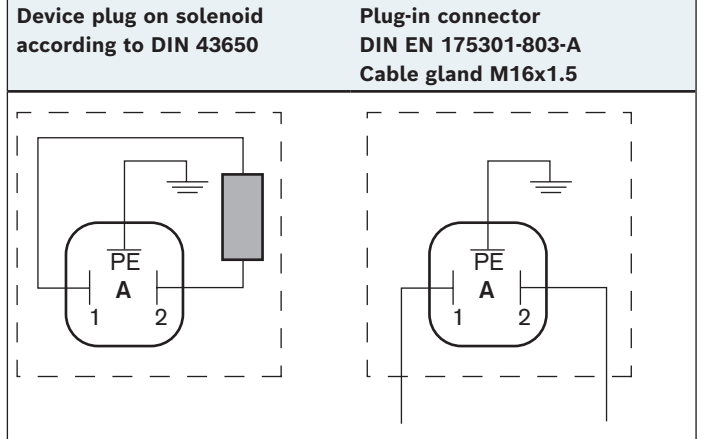 Device plug on solenoid
according to DIN 43650
Plug-in connector
DIN EN 175301-803-A
Cable gland M16x1.5
PE
A
1 2
PE
A
1 2